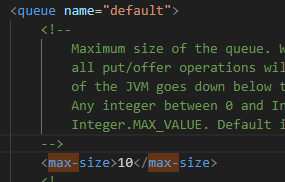 <queue name="default">
<!--
Maximum size of the queue. W
all put/offer operations wil
of the JVM goes down below t
Any integer between 0 and In
Integer.MAX_VALUE. Default i
-->
<max-size>10</max-size>
<!--